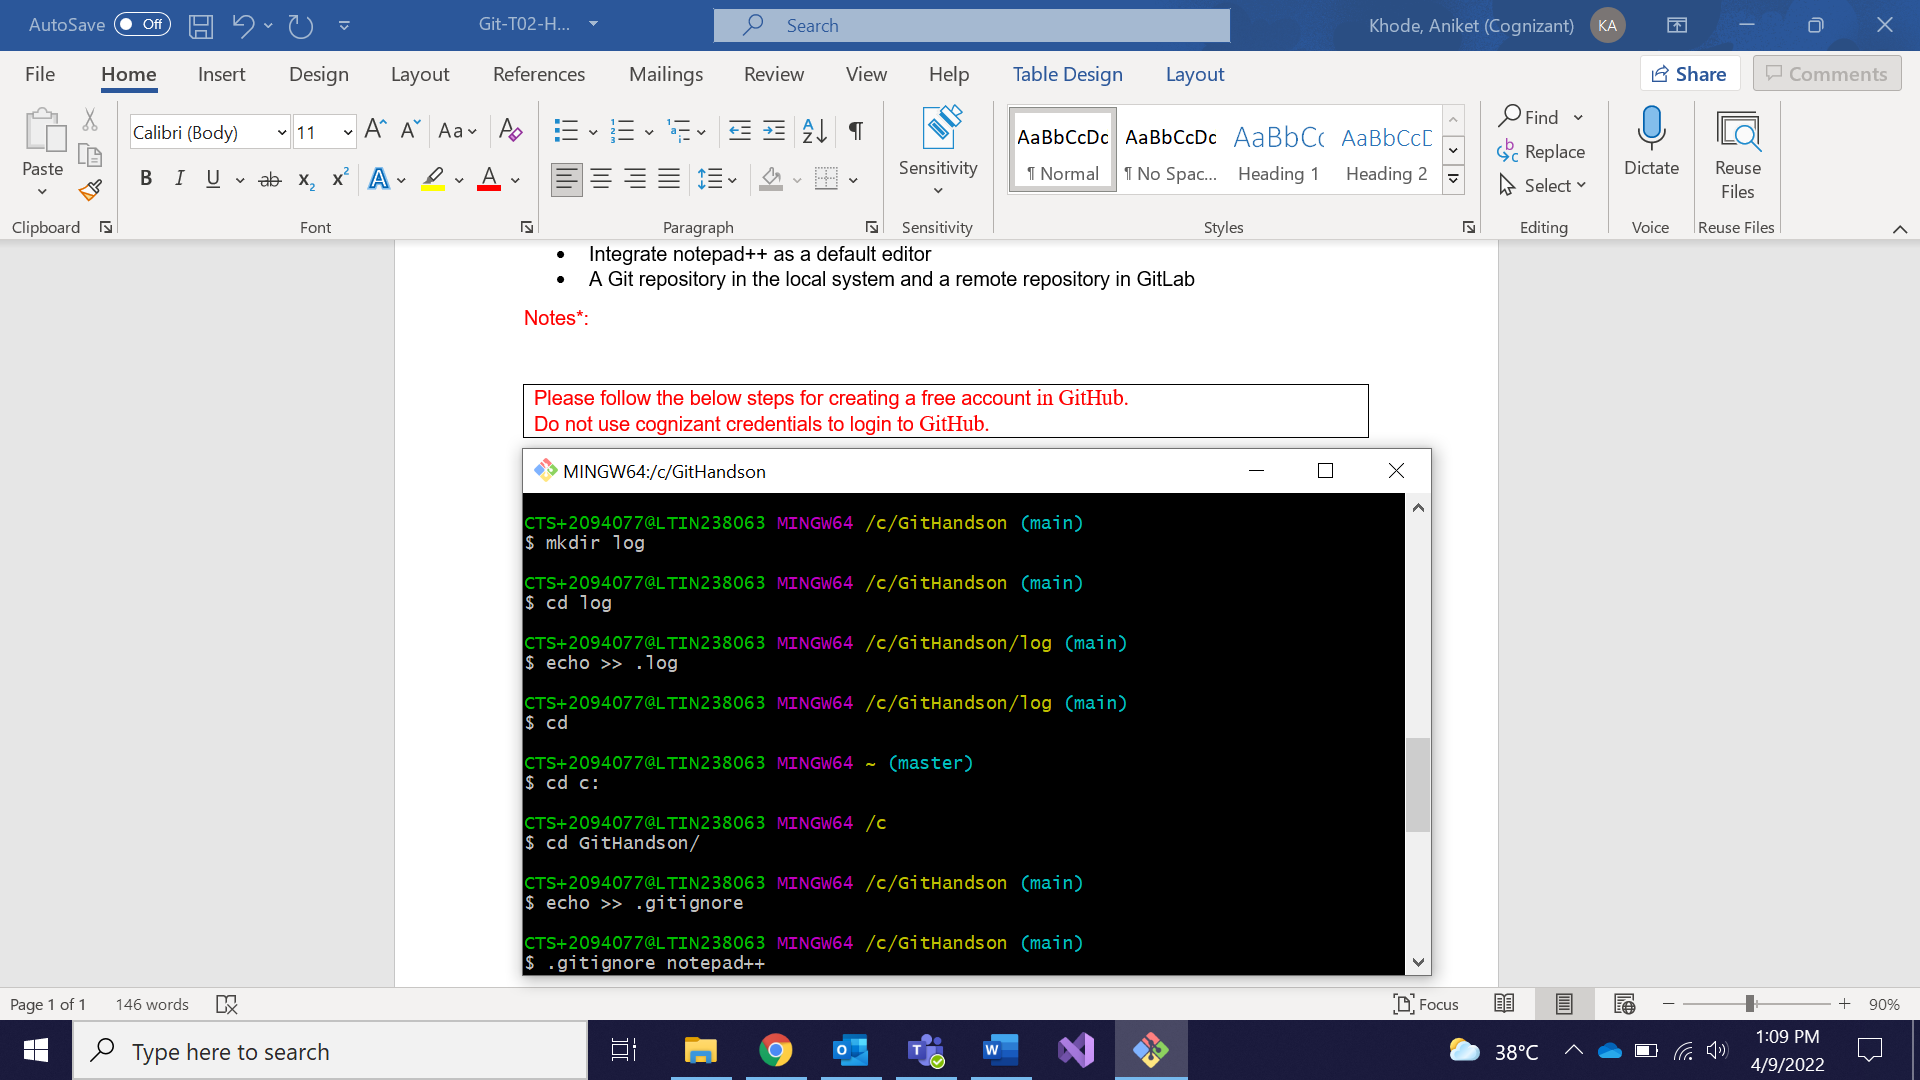 AutoSave Off Git-T02-H... Search Khode, Aniket (Cognizant) KA
File Home Insert Design Layout References Mailings Review View Help Table Design Layout Share Comments
Calibri (Body) 11 Aa Find
Paste Replace
Select
Sensitivity
AaBbCcDc AaBbCcDc AaBbCc AaBbCcD
¶ Normal ¶ No Spac... Heading 1 Heading 2
Dictate
Reuse
Files
Clipboard Font Paragraph Sensitivity Styles Editing Voice Reuse Files
• Integrate notepad++ as a default editor
• A Git repository in the local system and a remote repository in GitLab
Notes*:
Please follow the below steps for creating a free account in GitHub.
Do not use cognizant credentials to login to GitHub.
MINGW64:/c/GitHandson
CTS+2094077@LTIN238063 MINGW64 /c/GitHandson (main)
$ mkdir log
CTS+2094077@LTIN238063 MINGW64 /c/GitHandson (main)
$ cd log
CTS+2094077@LTIN238063 MINGW64 /c/GitHandson/log (main)
$ echo >> .log
CTS+2094077@LTIN238063 MINGW64 /c/GitHandson/log (main)
$ cd
CTS+2094077@LTIN238063 MINGW64 ~ (master)
$ cd c:
CTS+2094077@LTIN238063 MINGW64 /c
$ cd GitHandson/
CTS+2094077@LTIN238063 MINGW64 /c/GitHandson (main)
$ echo >> .gitignore
CTS+2094077@LTIN238063 MINGW64 /c/GitHandson (main)
$ .gitignore notepad++
Page 1 of 1 146 words Focus 90%
Type here to search 38°C 1:09 PM
4/9/2022